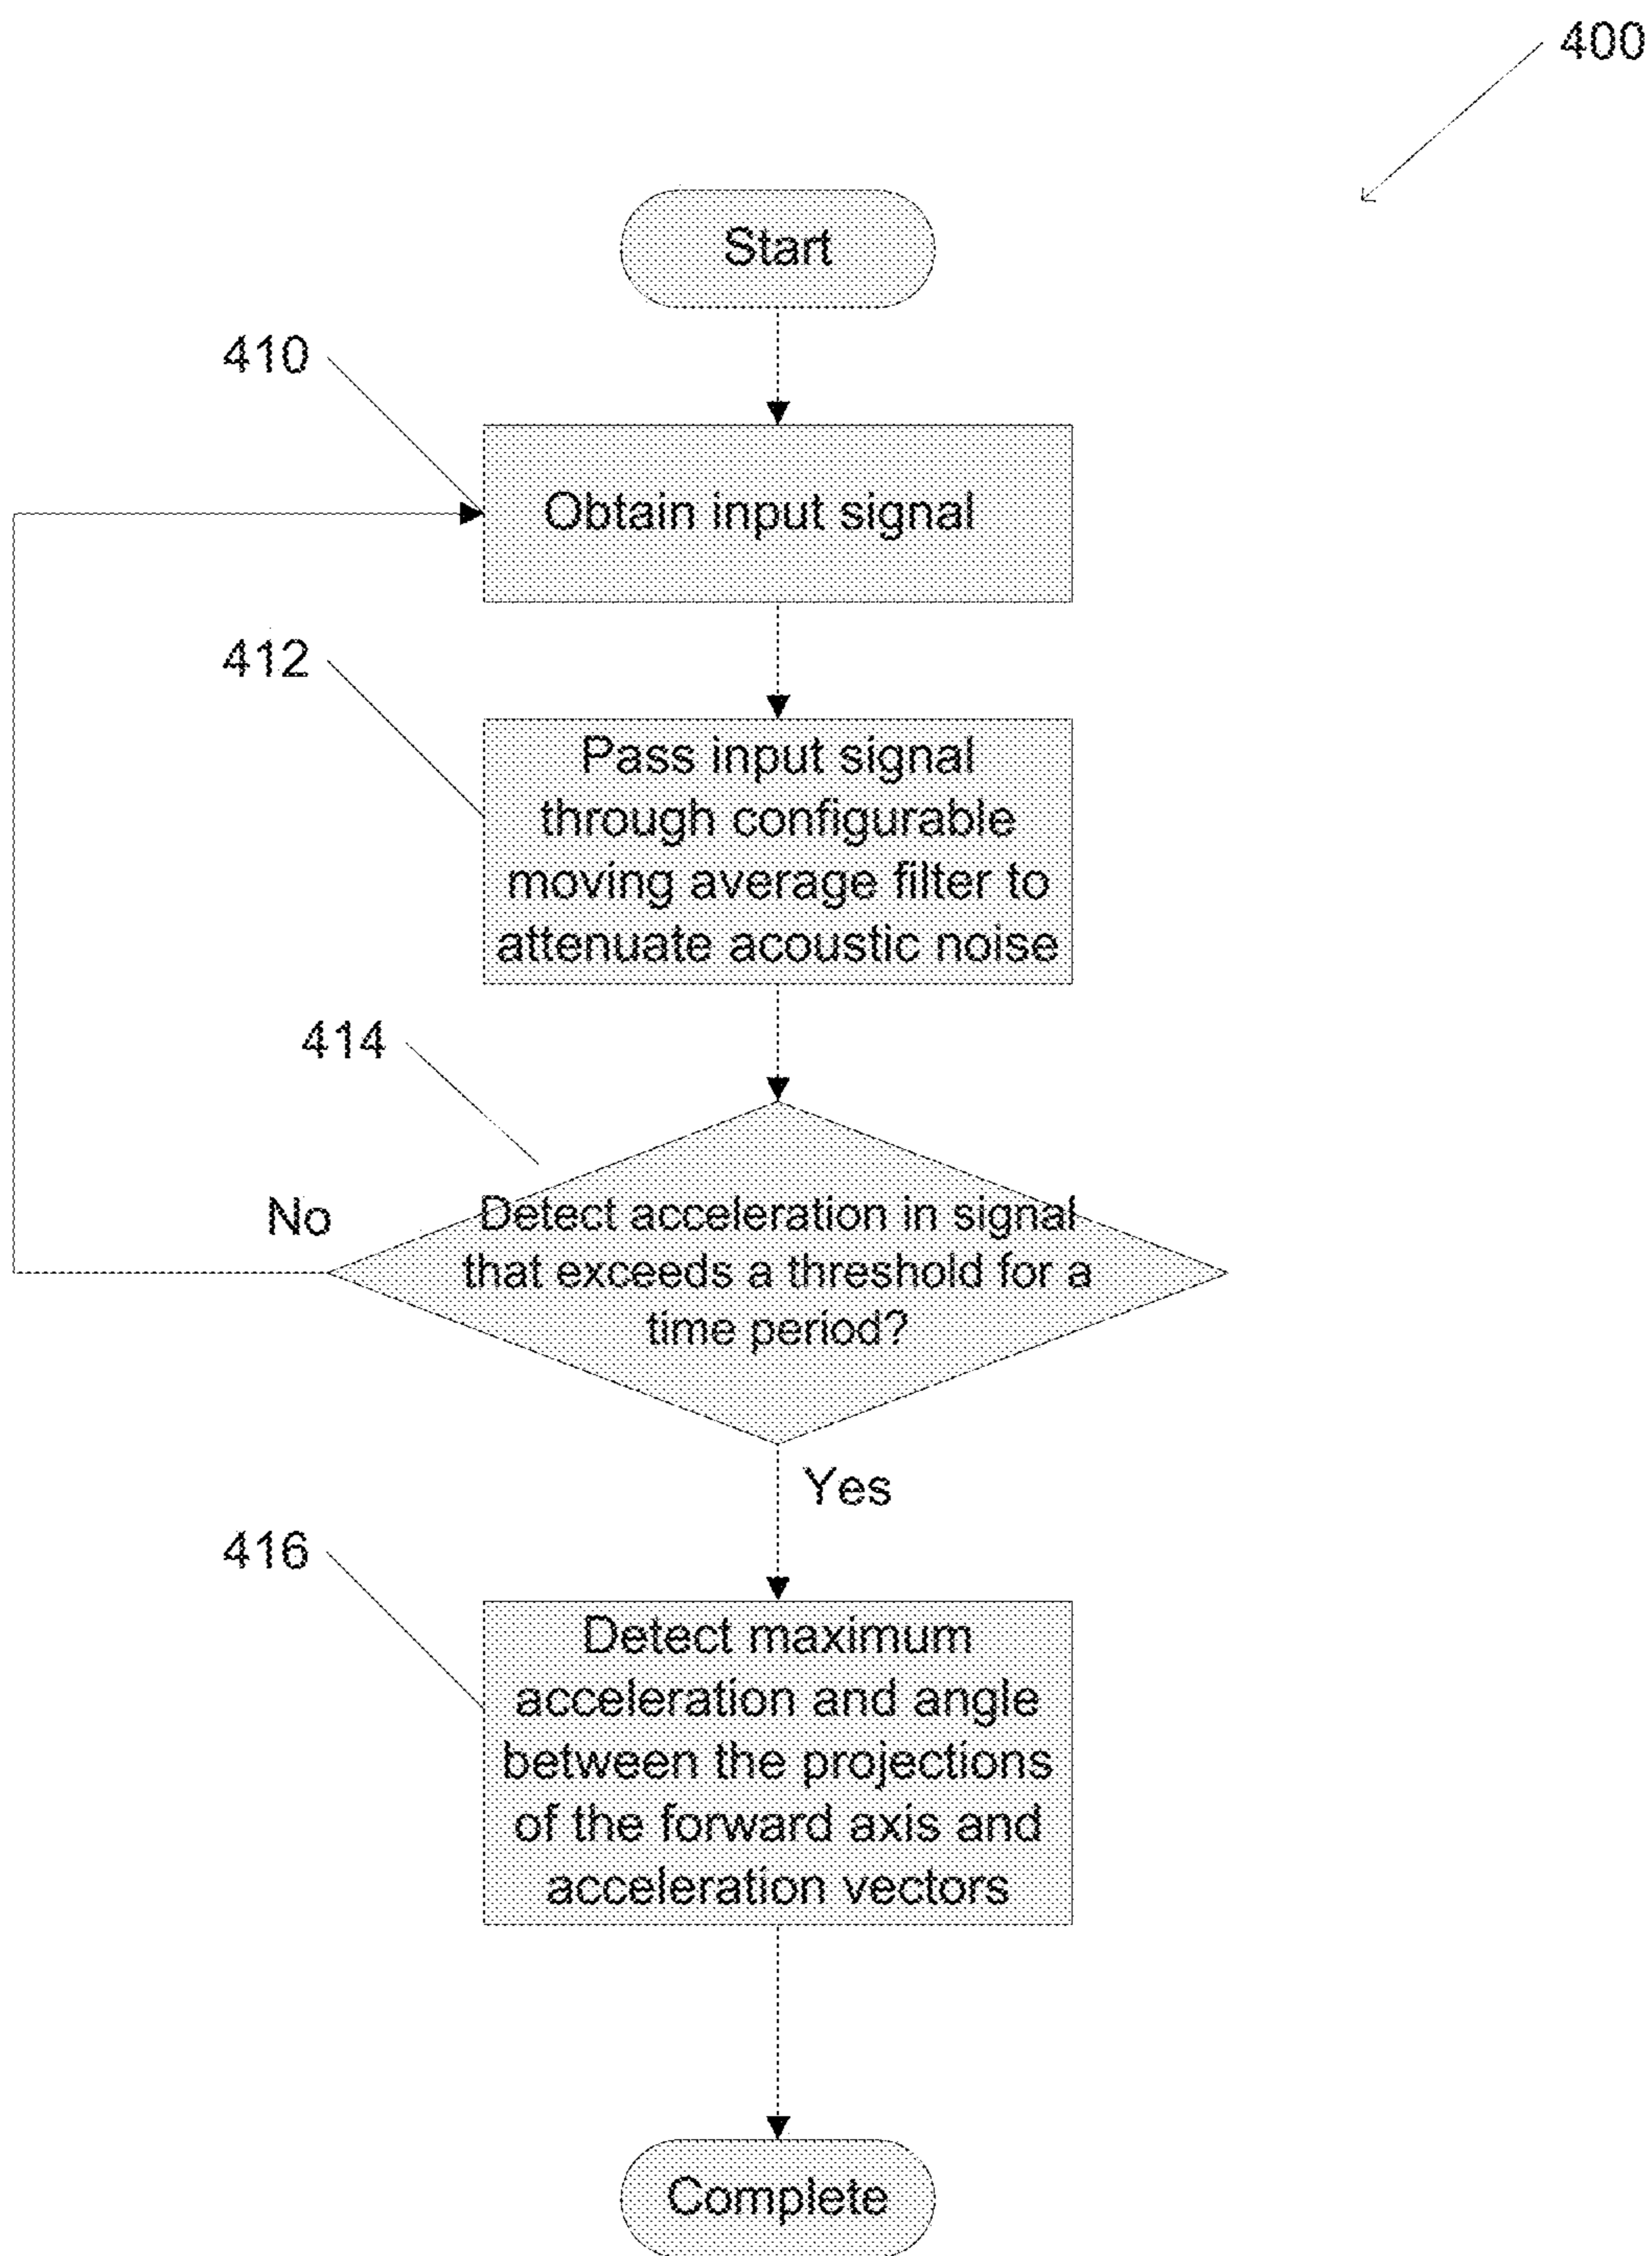 400
Start
410
Obtain input signal
412
Pass input signal
through configurable
moving average filter to
attenuate acoustic noise
414
No
Detect acceleration in signal
that exceeds a threshold for a
time period?
Yes
416
Detect maximum
acceleration and angle
between the projections
of the forward axis and
acceleration vectors
Complete